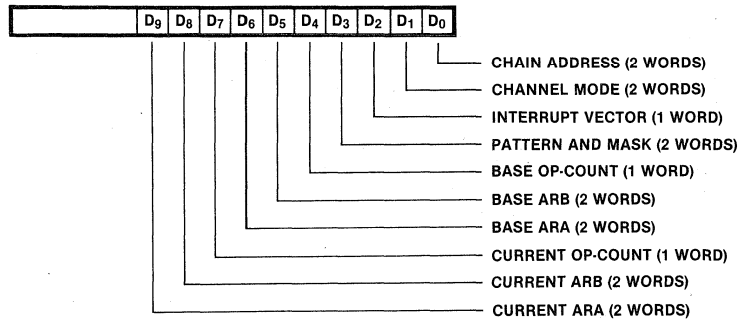 D9 D8 D7 D6 D5 D4 D3 D2 D1 D0
CHAIN ADDRESS (2 WORDS)
CHANNEL MODE (2 WORDS)
INTERRUPT VECTOR (1 WORD)
PATTERN AND MASK (2 WORDS)
BASE OP-COUNT (1 WORD)
BASE ARB (2 WORDS)
BASE ARA (2 WORDS)
CURRENT OP-COUNT (1 WORD)
CURRENT ARB (2 WORDS)
CURRENT ARA (2 WORDS)